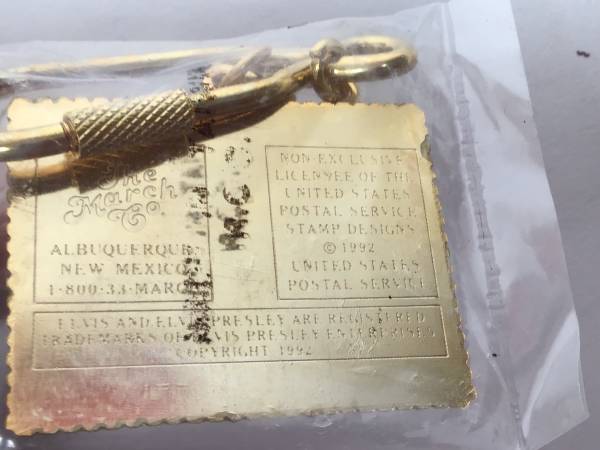 The
March
Co.
ALBUQUERQUE
NEW MEXICO
1-800-33-MARC
NON-EXCLUSIVE
LICENSEE OF THE
UNITED STATES
POSTAL SERVICE
STAMP DESIGNS
© 1992
UNITED STATES
POSTAL SERVICE
ELVIS AND ELVIS PRESLEY ARE REGISTERED
TRADEMARKS OF ELVIS PRESLEY ENTERPRISES
COPYRIGHT 1992